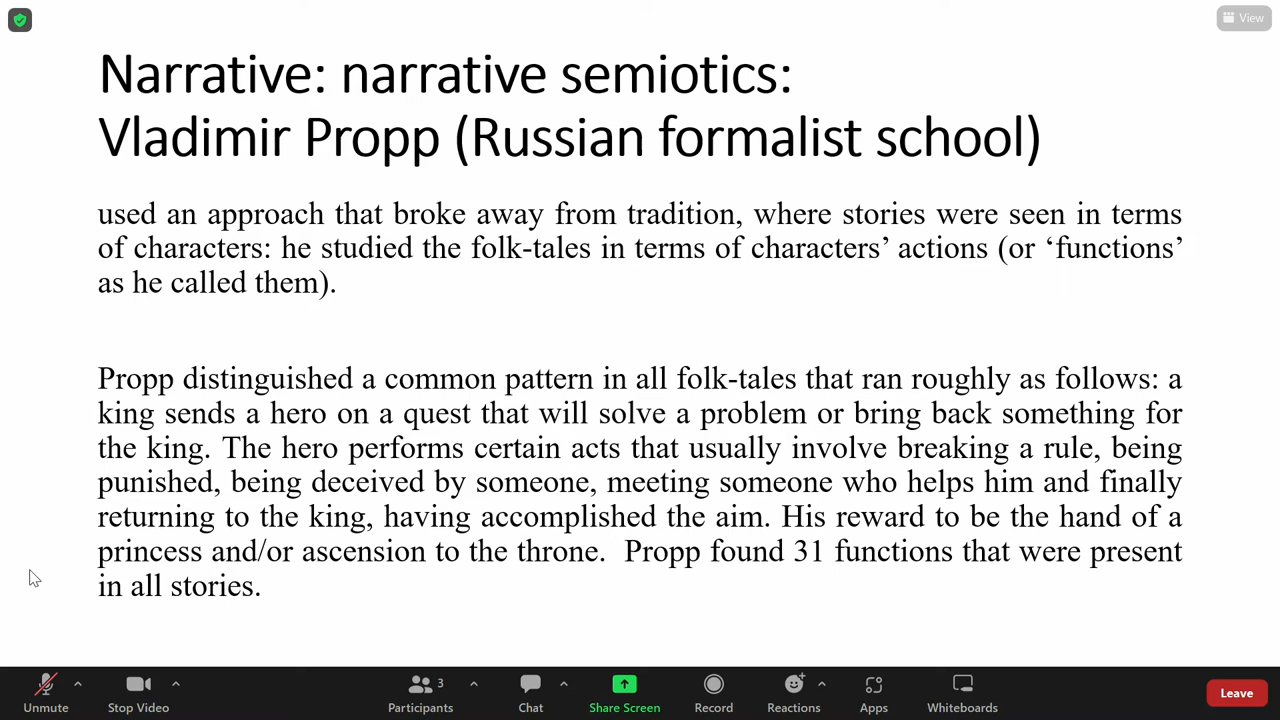 View
Narrative: narrative semiotics:
Vladimir Propp (Russian formalist school)
used an approach that broke away from tradition, where stories were seen in terms
of characters: he studied the folk-tales in terms of characters’ actions (or ‘functions’
as he called them).
Propp distinguished a common pattern in all folk-tales that ran roughly as follows: a
king sends a hero on a quest that will solve a problem or bring back something for
the king. The hero performs certain acts that usually involve breaking a rule, being
punished, being deceived by someone, meeting someone who helps him and finally
returning to the king, having accomplished the aim. His reward to be the hand of a
princess and/or ascension to the throne.  Propp found 31 functions that were present
in all stories.
3
Unmute Stop Video Participants Chat Share Screen Record Reactions Apps Whiteboards Leave